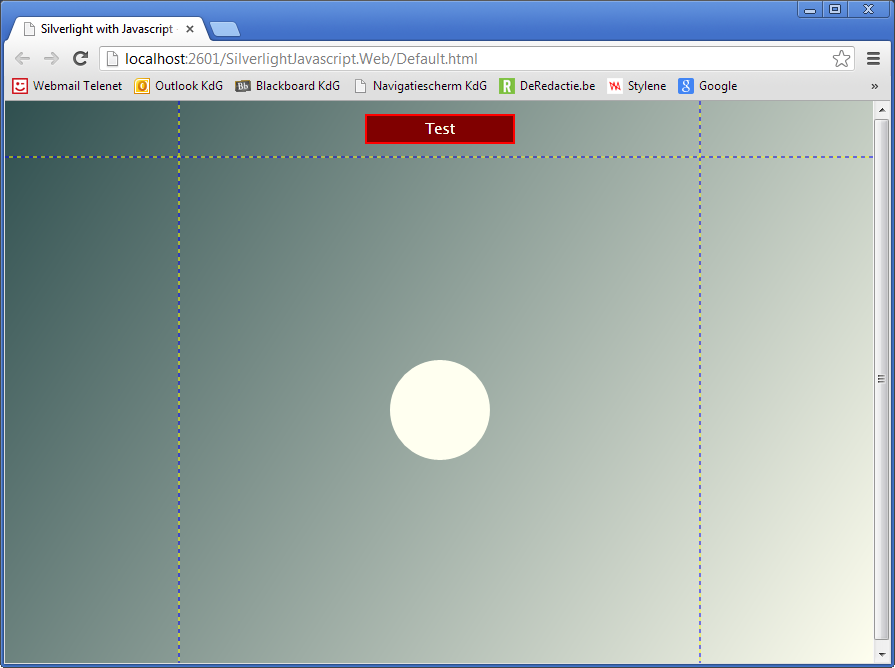 Silverlight with Javascript
localhost:2601/SilverlightJavascript.Web/Default.html
Webmail Telenet Outlook KdG Bb Blackboard KdG Navigatiescherm KdG R DeRedactie.be Stylene g Google »
Test